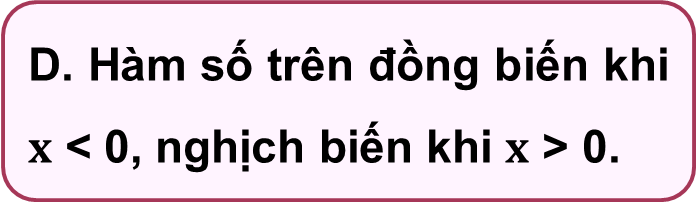 D. Hàm số trên đồng biến khi
x < 0, nghịch biến khi x > 0.